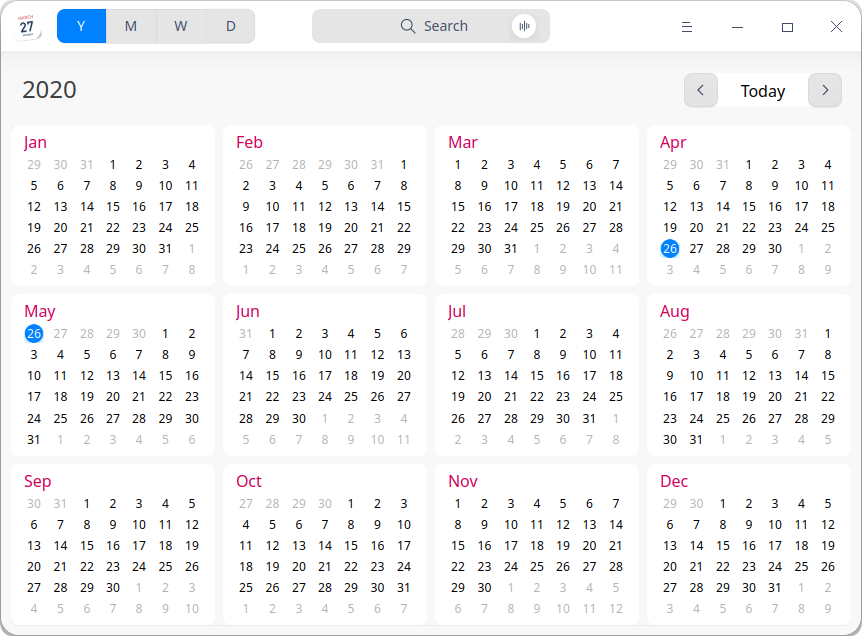 MARCH
27
Y M W D
Search
2020
Today
Jan
29 30 31 1 2 3 4
5 6 7 8 9 10 11
12 13 14 15 16 17 18
19 20 21 22 23 24 25
26 27 28 29 30 31 1
2 3 4 5 6 7 8
Feb
26 27 28 29 30 31 1
2 3 4 5 6 7 8
9 10 11 12 13 14 15
16 17 18 19 20 21 22
23 24 25 26 27 28 29
1 2 3 4 5 6 7
Mar
1 2 3 4 5 6 7
8 9 10 11 12 13 14
15 16 17 18 19 20 21
22 23 24 25 26 27 28
29 30 31 1 2 3 4
5 6 7 8 9 10 11
Apr
29 30 31 1 2 3 4
5 6 7 8 9 10 11
12 13 14 15 16 17 18
19 20 21 22 23 24 25
26 27 28 29 30 1 2
3 4 5 6 7 8 9
May
26 27 28 29 30 1 2
3 4 5 6 7 8 9
10 11 12 13 14 15 16
17 18 19 20 21 22 23
24 25 26 27 28 29 30
31 1 2 3 4 5 6
Jun
31 1 2 3 4 5 6
7 8 9 10 11 12 13
14 15 16 17 18 19 20
21 22 23 24 25 26 27
28 29 30 1 2 3 4
5 6 7 8 9 10 11
Jul
28 29 30 1 2 3 4
5 6 7 8 9 10 11
12 13 14 15 16 17 18
19 20 21 22 23 24 25
26 27 28 29 30 31 1
2 3 4 5 6 7 8
Aug
26 27 28 29 30 31 1
2 3 4 5 6 7 8
9 10 11 12 13 14 15
16 17 18 19 20 21 22
23 24 25 26 27 28 29
30 31 1 2 3 4 5
Sep
30 31 1 2 3 4 5
6 7 8 9 10 11 12
13 14 15 16 17 18 19
20 21 22 23 24 25 26
27 28 29 30 1 2 3
4 5 6 7 8 9 10
Oct
27 28 29 30 1 2 3
4 5 6 7 8 9 10
11 12 13 14 15 16 17
18 19 20 21 22 23 24
25 26 27 28 29 30 31
1 2 3 4 5 6 7
Nov
1 2 3 4 5 6 7
8 9 10 11 12 13 14
15 16 17 18 19 20 21
22 23 24 25 26 27 28
29 30 1 2 3 4 5
6 7 8 9 10 11 12
Dec
29 30 1 2 3 4 5
6 7 8 9 10 11 12
13 14 15 16 17 18 19
20 21 22 23 24 25 26
27 28 29 30 31 1 2
3 4 5 6 7 8 9